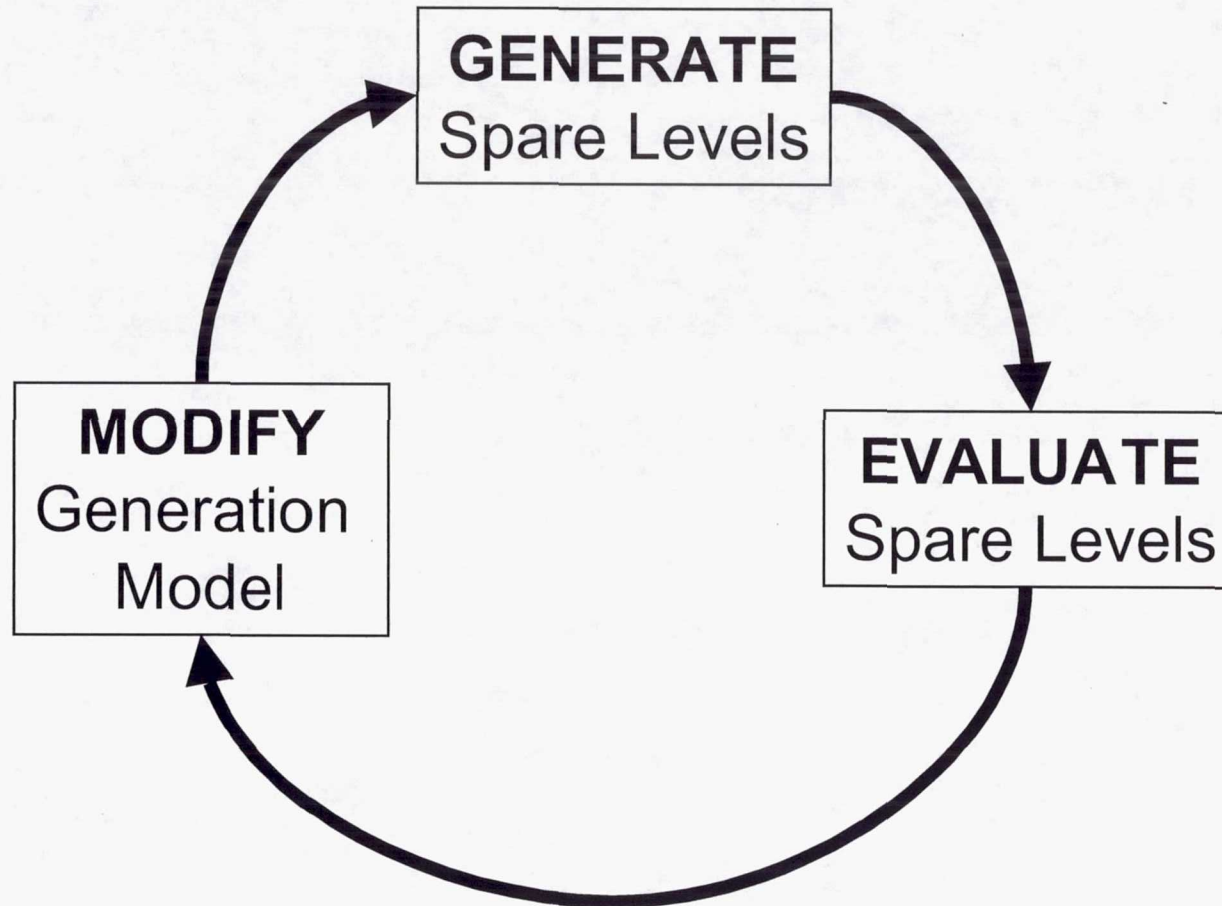 GENERATE
Spare Levels
MODIFY
Generation
Model
EVALUATE
Spare Levels